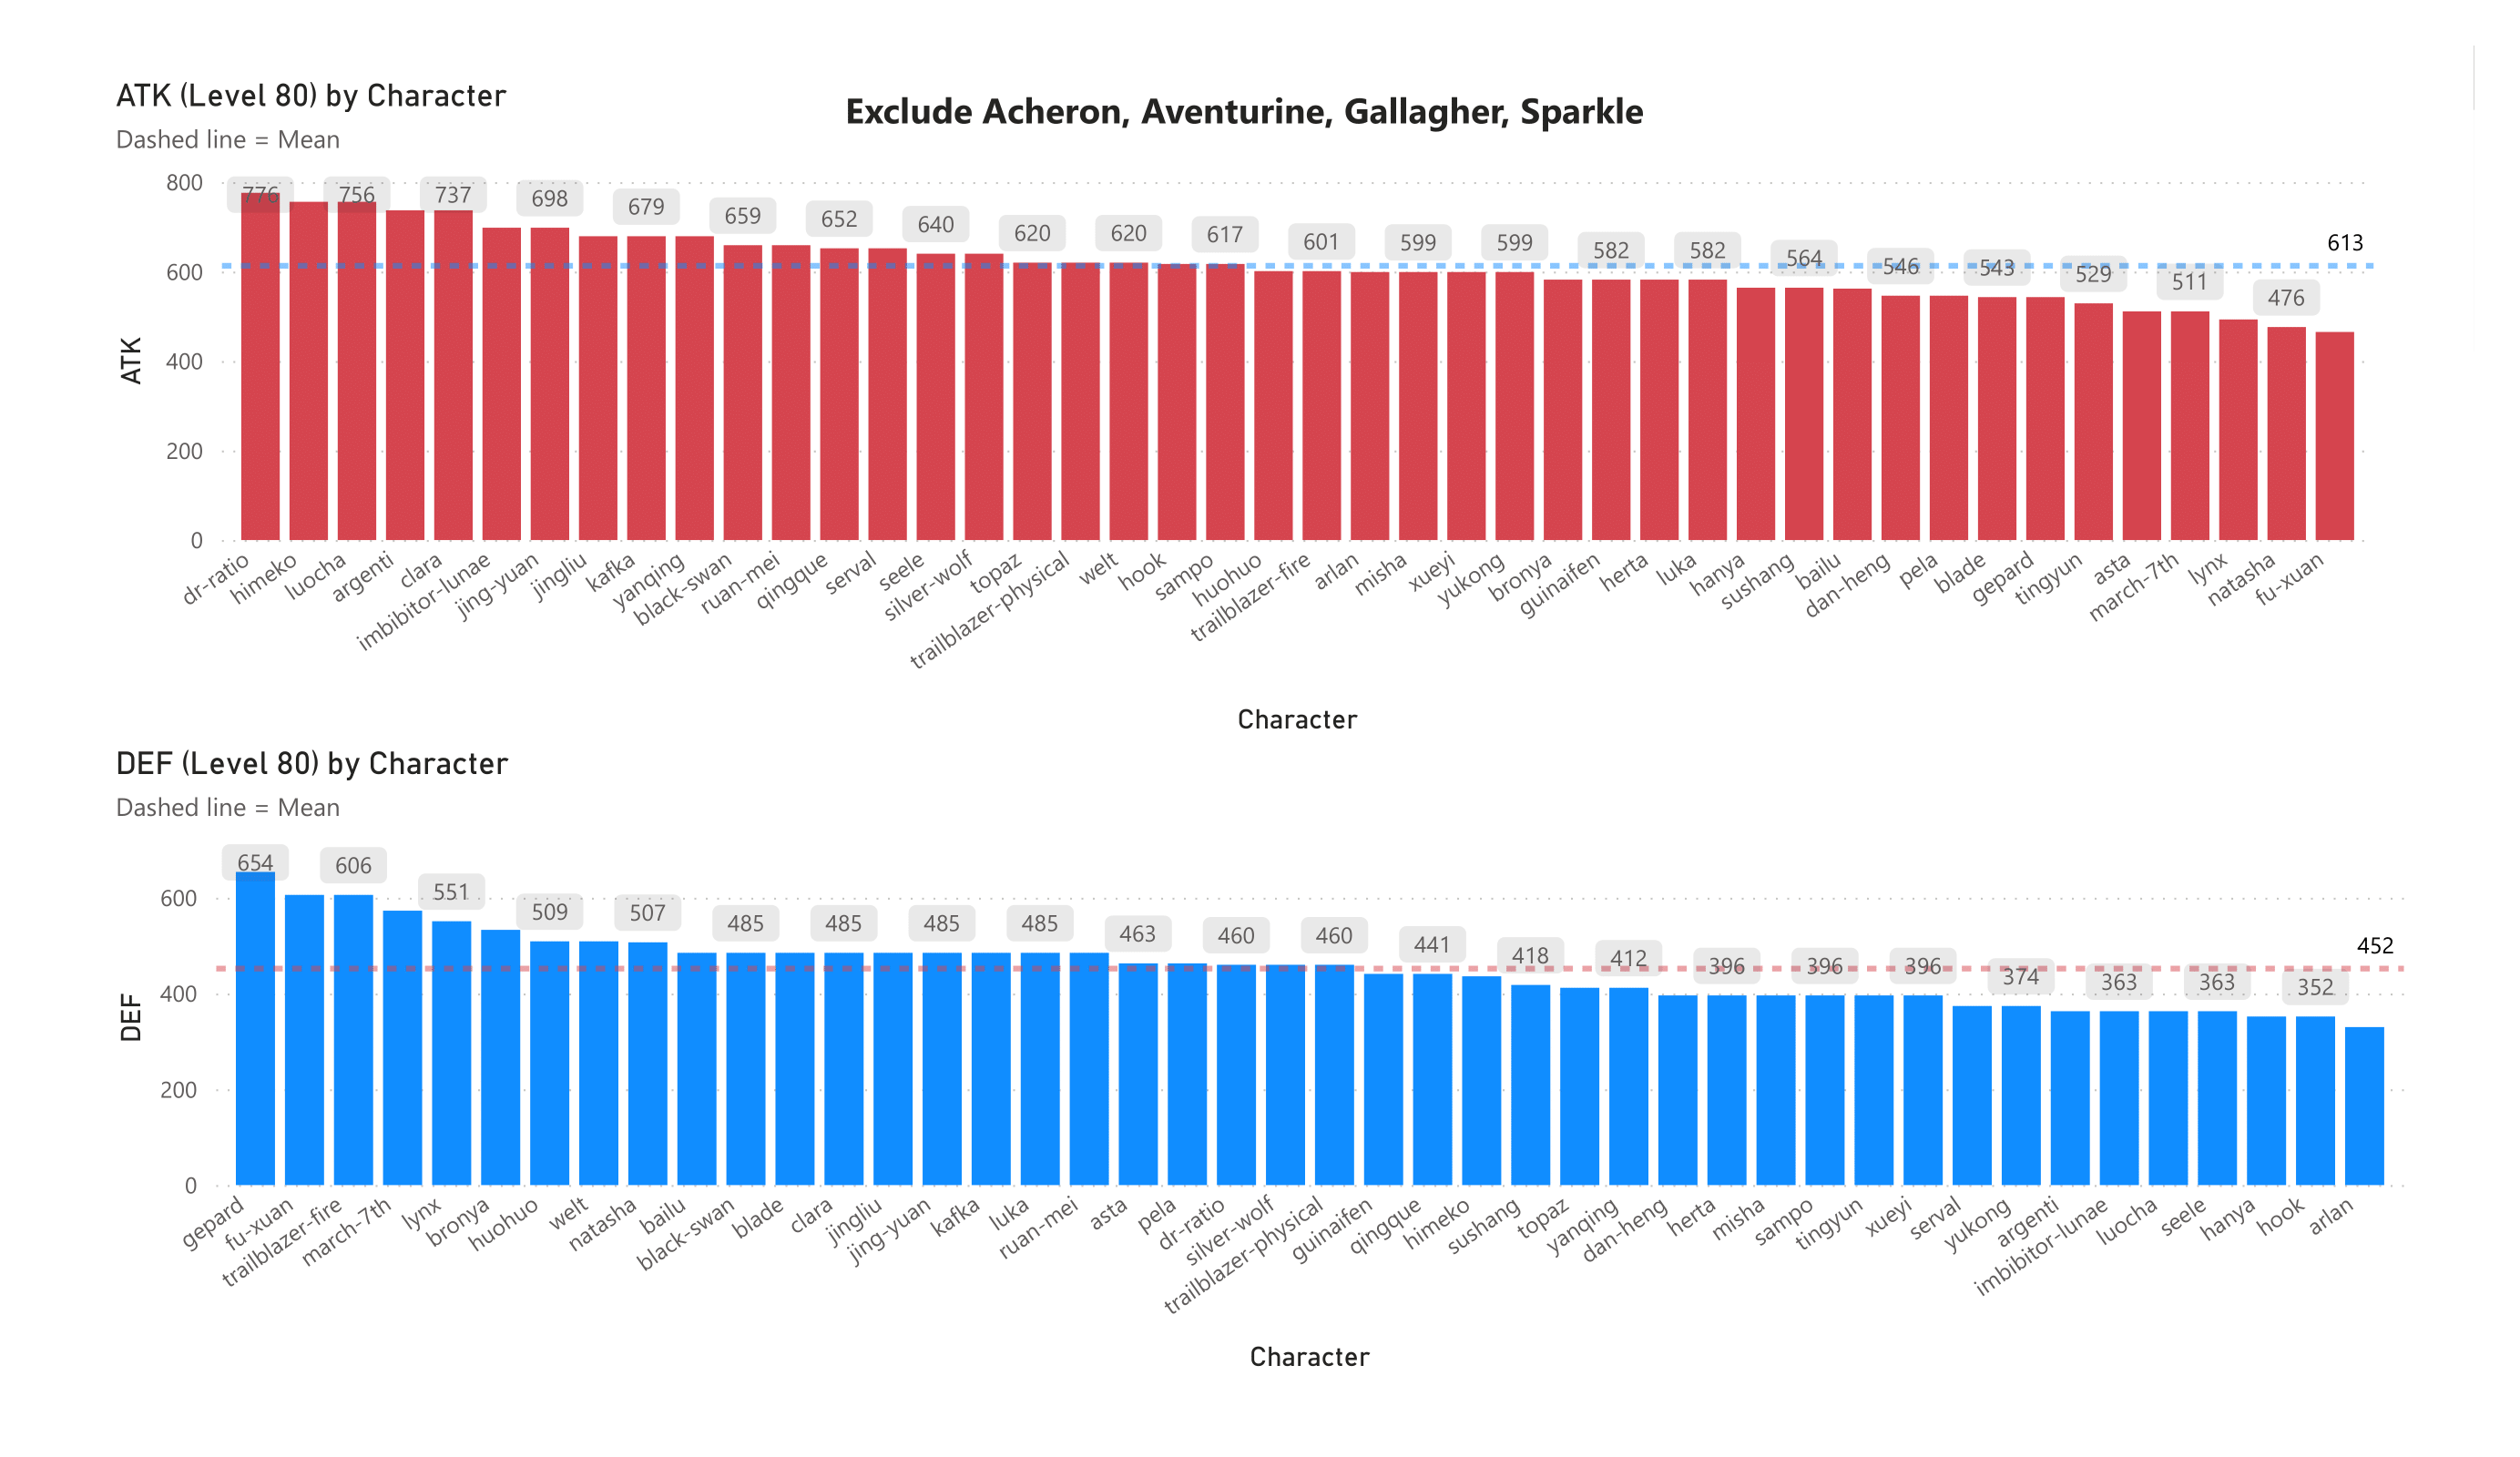 ATK (Level 80) by Character
Exclude Acheron, Aventurine, Gallagher, Sparkle
Dashed line = Mean
800
600
400
200
0
ATK
776
756
737
698
679
659
652
640
620
620
617
601
599
599
582
582
564
546
543
529
511
476
613
dr-ratio
himeko
luocha
argenti
clara
imbibitor-lunae
jing-yuan
jingliu
kafka
yanqing
black-swan
ruan-mei
qingque
serval
seele
silver-wolf
topaz
trailblazer-physical
welt
hook
sampo
huohuo
trailblazer-fire
arlan
misha
xueyi
yukong
bronya
guinaifen
herta
luka
hanya
sushang
bailu
dan-heng
pela
blade
gepard
tingyun
asta
march-7th
lynx
natasha
fu-xuan
Character
DEF (Level 80) by Character
Dashed line = Mean
600
400
200
0
DEF
654
606
551
509
507
485
485
485
485
463
460
460
441
418
412
396
396
396
374
363
363
352
452
gepard
fu-xuan
trailblazer-fire
march-7th
lynx
bronya
huohuo
welt
natasha
bailu
black-swan
blade
clara
jingliu
jing-yuan
kafka
luka
ruan-mei
asta
pela
dr-ratio
silver-wolf
trailblazer-physical
guinaifen
qingque
himeko
sushang
topaz
yanqing
dan-heng
herta
misha
sampo
tingyun
xueyi
serval
yukong
argenti
imbibitor-lunae
luocha
seele
hanya
hook
arlan
Character